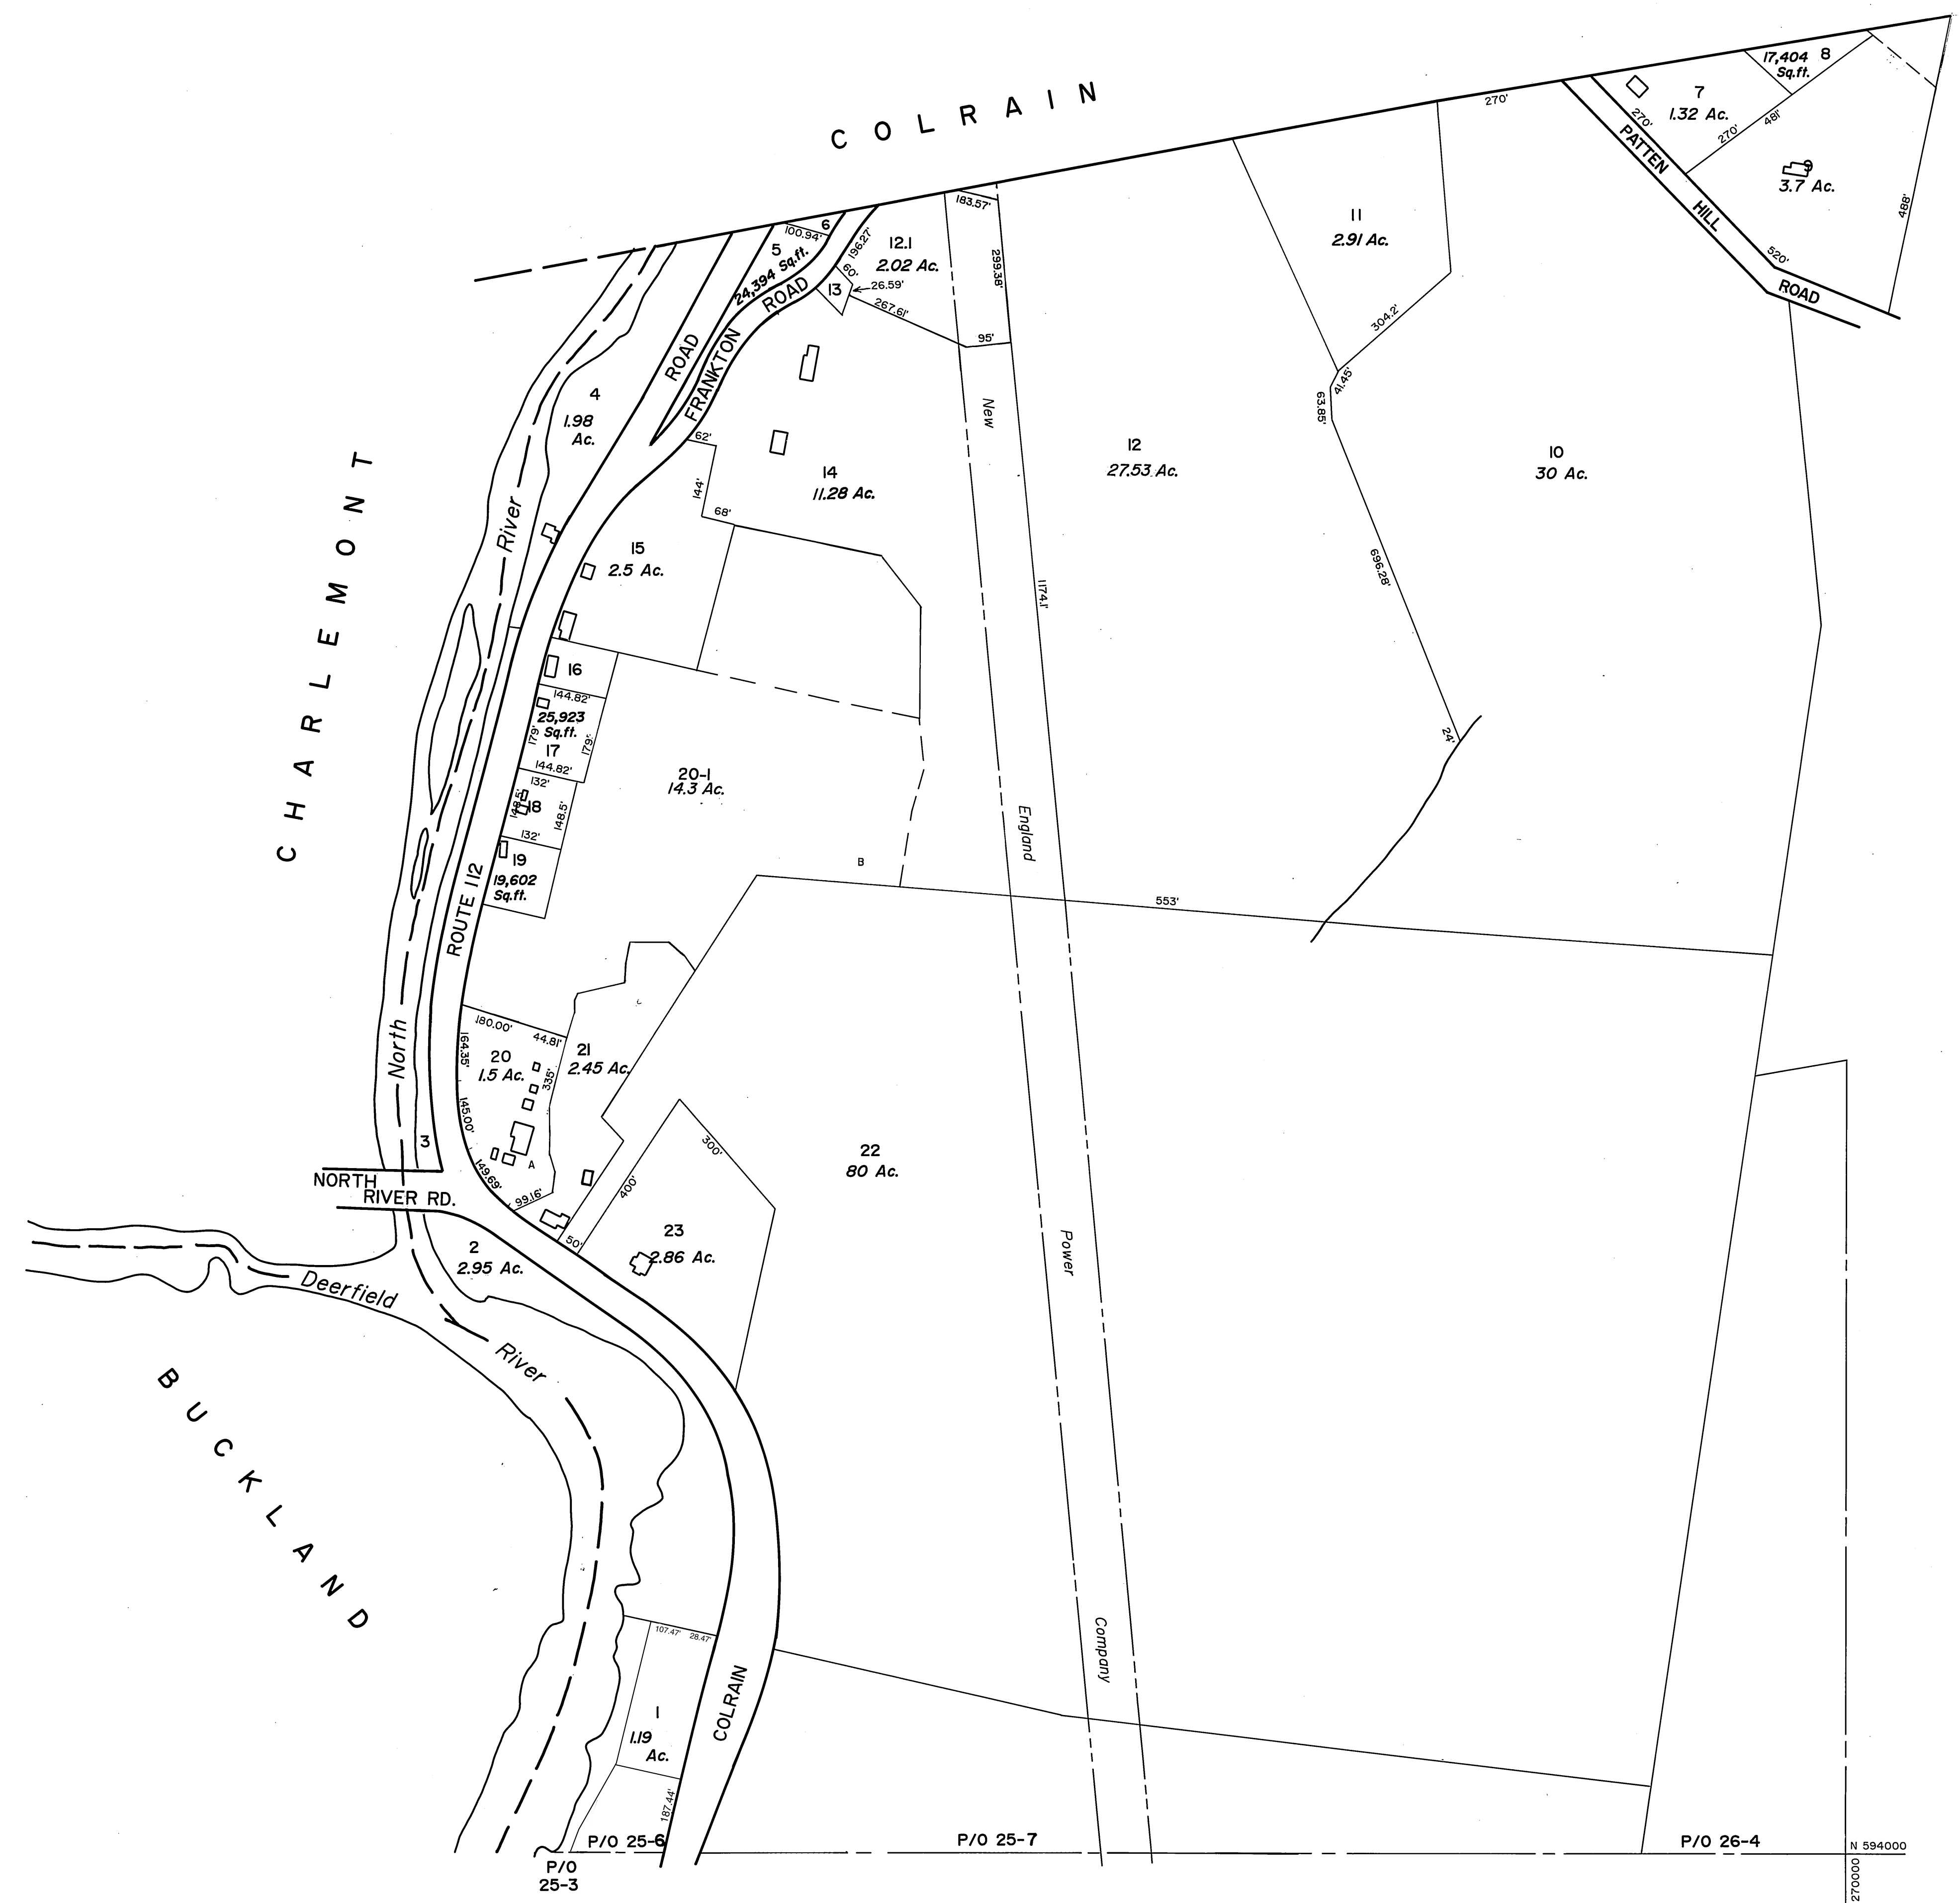 COLRAIN
CHARLEMONT
BUCKLAND
17,404 8
Sq.ft.
7
1.32 Ac.
270'
270'
481'
PATTEN
HILL
ROAD
9
3.7 Ac.
488'
520'
270'
11
2.91 Ac.
304.2'
41.45'
63.85'
696.28'
24'
10
30 Ac.
12
27.53 Ac.
1174.1'
553'
183.57'
299.38'
95'
12.1
2.02 Ac.
196.27'
60'
26.59'
267.61'
13
6
100.94'
5
24,394 Sq.ft.
FRANKTON
ROAD
ROAD
4
1.98
Ac.
62'
144'
68'
14
11.28 Ac.
15
2.5 Ac.
16
144.82'
25,923
Sq.ft.
179'
179'
17
144.82'
132'
148.5'
18
148.5'
132'
19
19,602
Sq.ft.
20-1
14.3 Ac.
B
New
England
Power
Company
River
North
ROUTE 112
180.00'
44.81'
164.35'
20
1.5 Ac.
335'
145.00'
149.69'
99.16'
A
21
2.45 Ac.
3
NORTH
RIVER RD.
50'
400'
300'
23
2.86 Ac.
22
80 Ac.
2
2.95 Ac.
Deerfield
River
107.47'
28.47'
1
1.19
Ac.
187.44'
COLRAIN
P/O 25-6
P/O
25-3
P/O 25-7
P/O 26-4
N 594000
270000